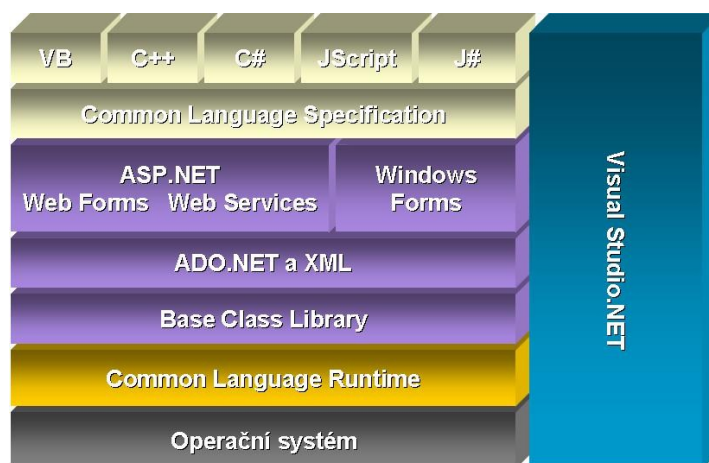 VB
C++
C#
JScript
J#
Common Language Specification
ASP.NET
Web Forms Web Services
Windows
Forms
ADO.NET a XML
Base Class Library
Common Language Runtime
Operační systém
Visual Studio.NET